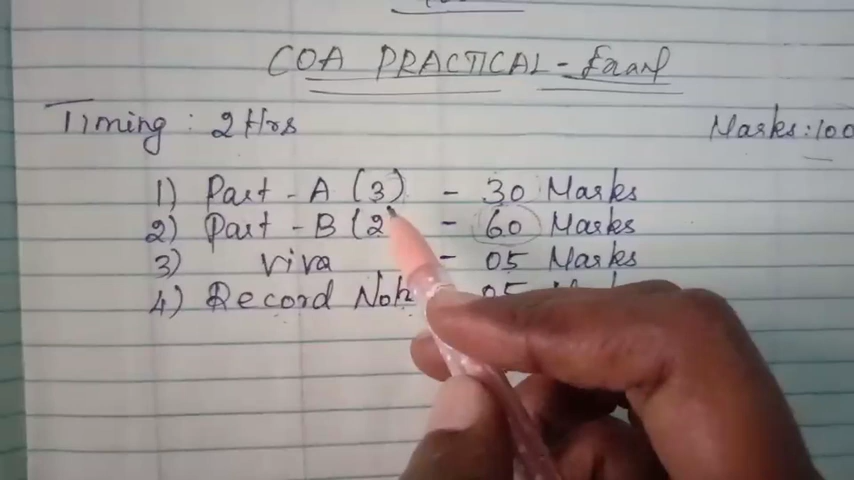 COA PRACTICAL - Exam
Timing : 2 Hrs Marks : 100
1) Part - A (3) - 30 Marks
2) Part - B (2 - 60 Marks
3) Viva - 05 Marks
4) Record Note 05